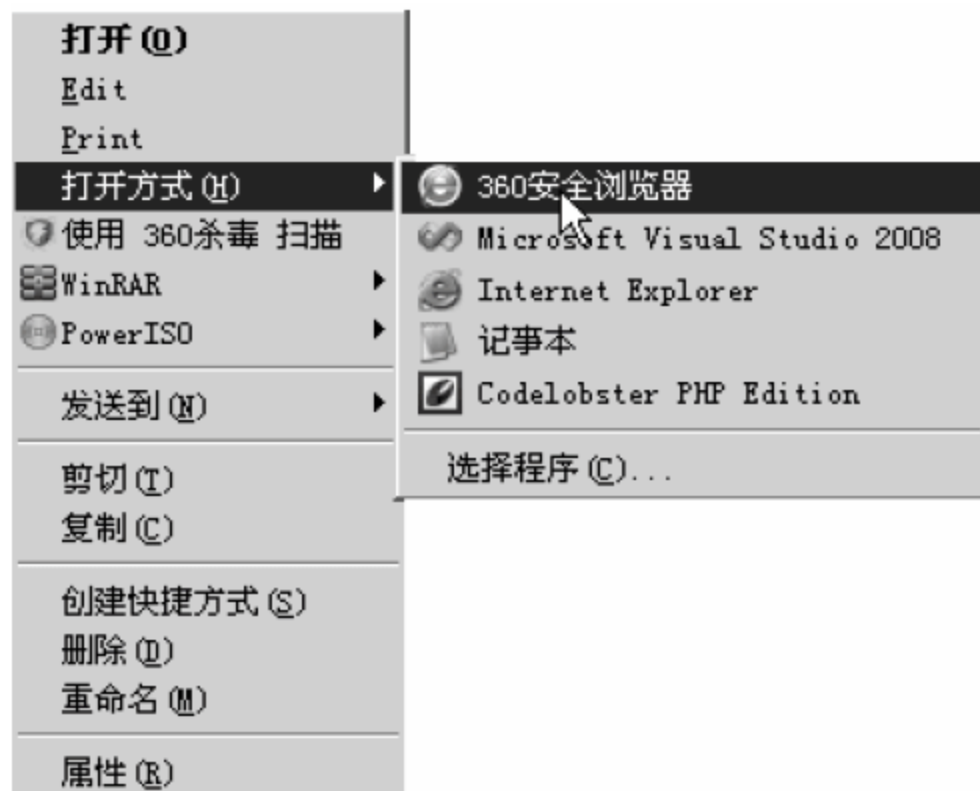 打开(O)
Edit
Print
打开方式(H)
使用 360杀毒 扫描
WinRAR
PowerISO
发送到(N)
剪切(T)
复制(C)
创建快捷方式(S)
删除(D)
重命名(M)
属性(R)
360安全浏览器
Microsoft Visual Studio 2008
Internet Explorer
记事本
Codelobster PHP Edition
选择程序(C)...